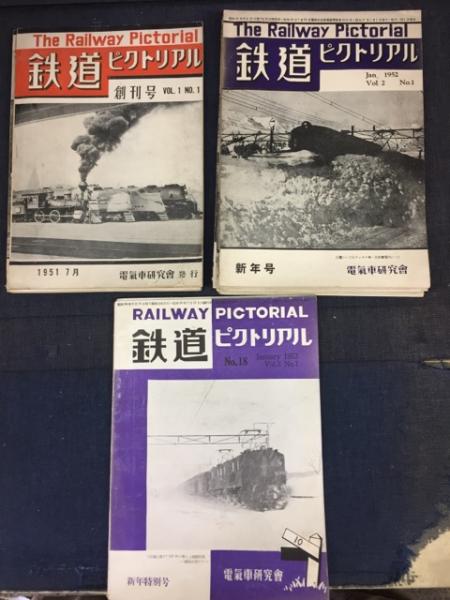 The Railway Pictorial
鉄道ピクトリアル
創刊号 VOL.1 NO.1
1951 7月
電氣車研究會 発行
The Railway Pictorial
鉄道ピクトリアル
Jan. 1952
Vol 2 No.1
新年号
電氣車研究會
RAILWAY PICTORIAL
鉄道ピクトリアル
No.18 January 1953
Vol.3 No.1
10
新年特別号
電氣車研究會